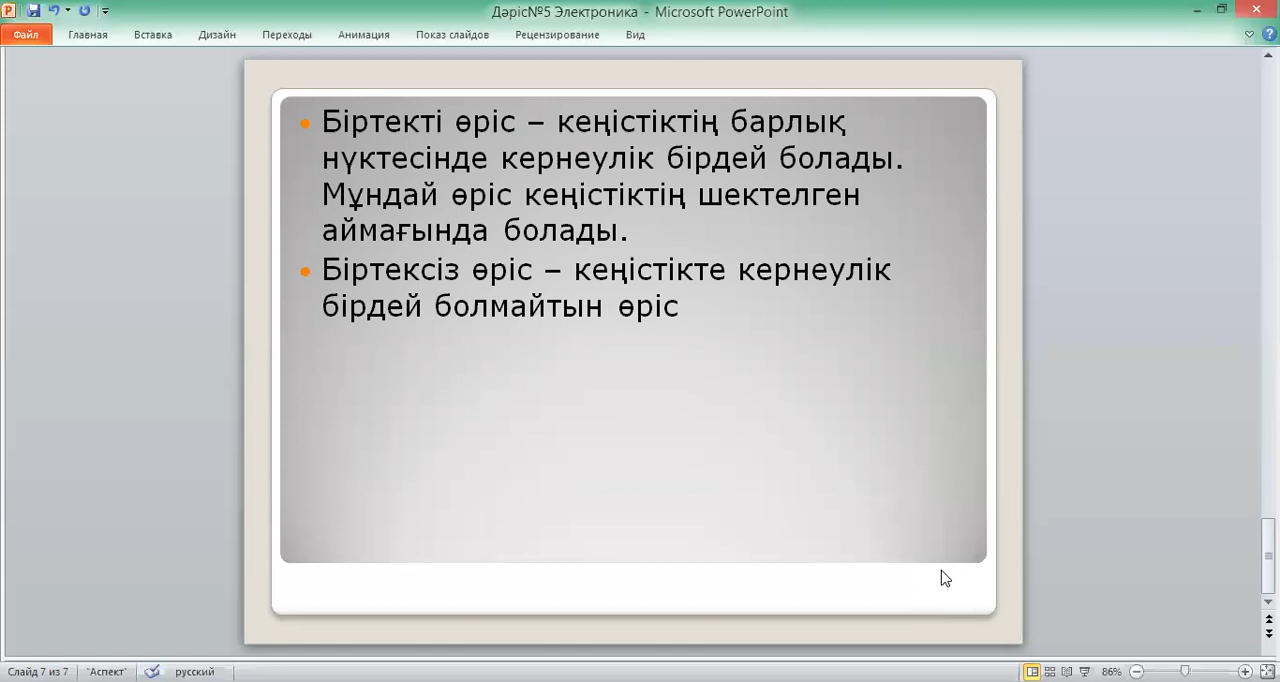 Дәріс№5 Электроника - Microsoft PowerPoint
Файл Главная Вставка Дизайн Переходы Анимация Показ слайдов Рецензирование Вид
• Біртекті өріс – кеңістіктің барлық
нүктесінде кернеулік бірдей болады.
Мұндай өріс кеңістіктің шектелген
аймағында болады.
• Біртексіз өріс – кеңістікте кернеулік
бірдей болмайтын өріс
Слайд 7 из 7 "Аспект" русский 86%